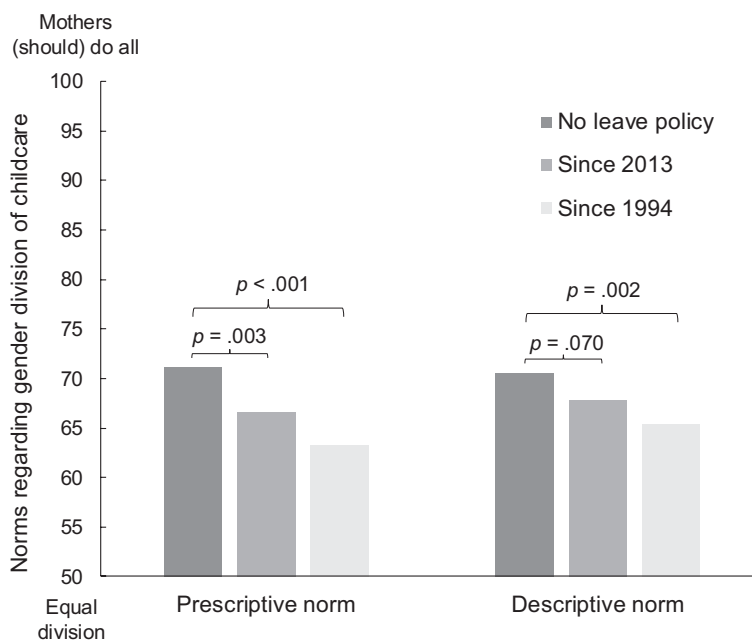 Mothers
(should) do all
Norms regarding gender division of childcare
100
95
90
85
80
75
70
65
60
55
50
Equal
division
No leave policy
Since 2013
Since 1994
p < .001
p = .003
p = .002
p = .070
Prescriptive norm
Descriptive norm